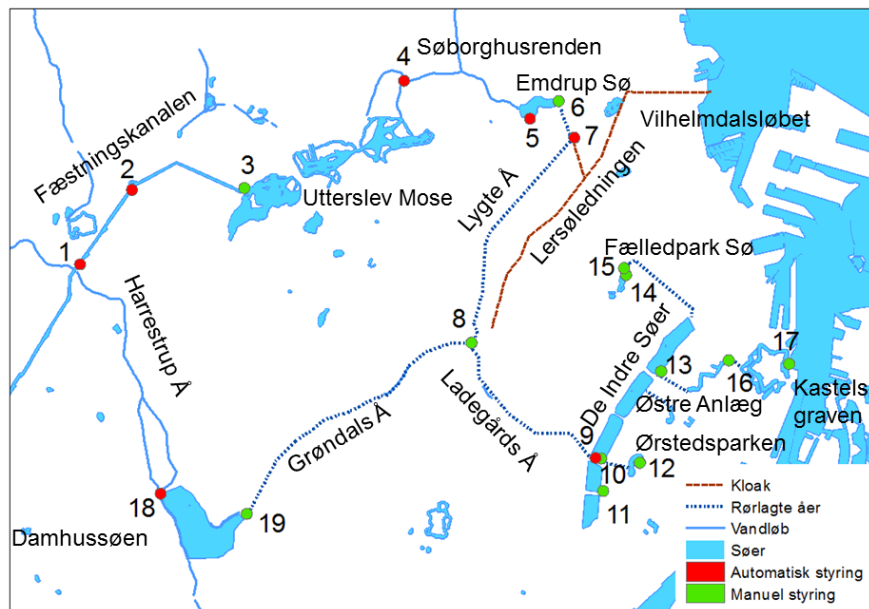 Søborghusrenden
4
Emdrup Sø
6
5
7
Vilhelmdalsløbet
Fæstningskanalen
2
3
Utterslev Mose
Lygte Å
Lersøledningen
1
Fælledpark Sø
15
14
Harrestrup Å
8
De Indre Søer
13
17
16
Kastels
graven
Østre Anlæg
Grøndals Å
Ladegårds Å
9
Ørstedsparken
10
12
11
18
19
Damhussøen
Kloak
Rørlagte åer
Vandløb
Søer
Automatisk styring
Manuel styring